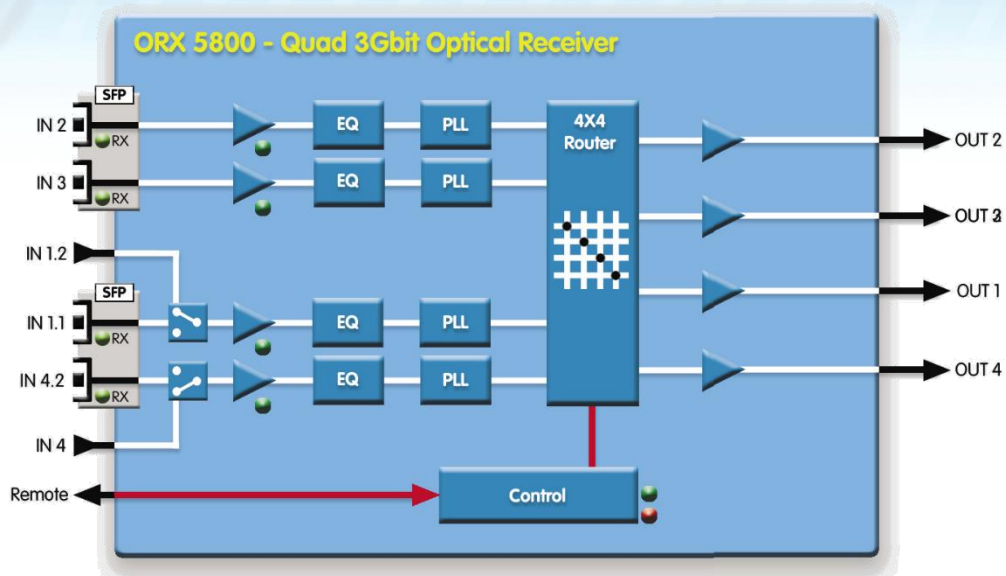 ORX 5800 - Quad 3Gbit Optical Receiver
SFP
IN 2
RX
EQ
PLL
4X4
Router
OUT 2
IN 3
RX
EQ
PLL
OUT 3
IN 1.2
SFP
IN 1.1
RX
EQ
PLL
OUT 1
IN 4.2
RX
EQ
PLL
OUT 4
IN 4
Remote
Control